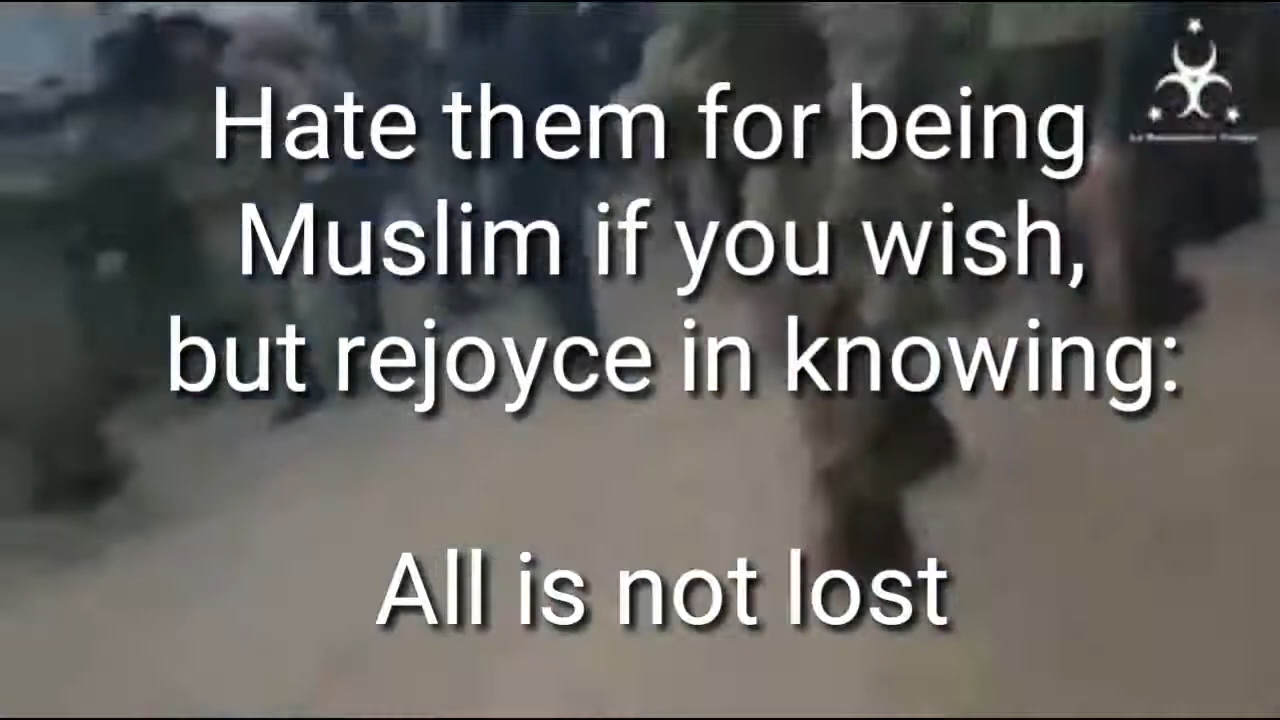 Hate them for being
Muslim if you wish,
but rejoyce in knowing:
All is not lost